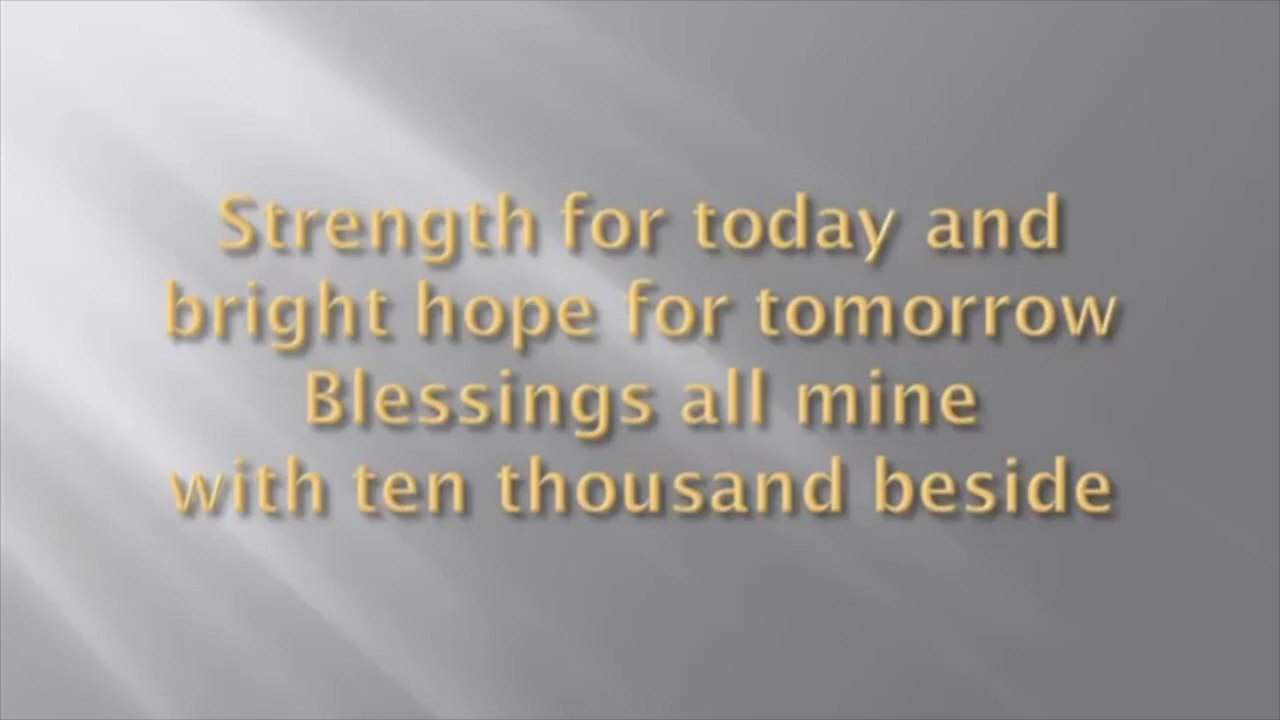 Strength for today and
bright hope for tomorrow
Blessings all mine
with ten thousand beside